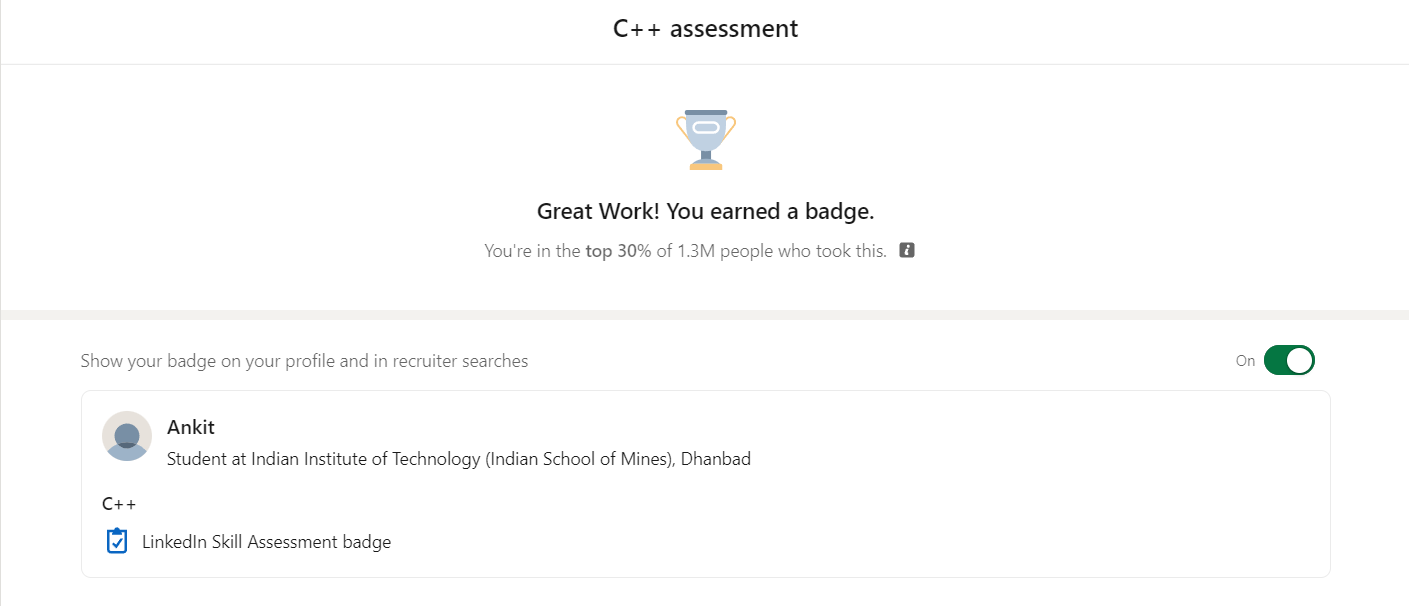 C++ assessment
Great Work! You earned a badge.
You're in the top 30% of 1.3M people who took this.
Show your badge on your profile and in recruiter searches
On
Ankit
Student at Indian Institute of Technology (Indian School of Mines), Dhanbad
C++
LinkedIn Skill Assessment badge